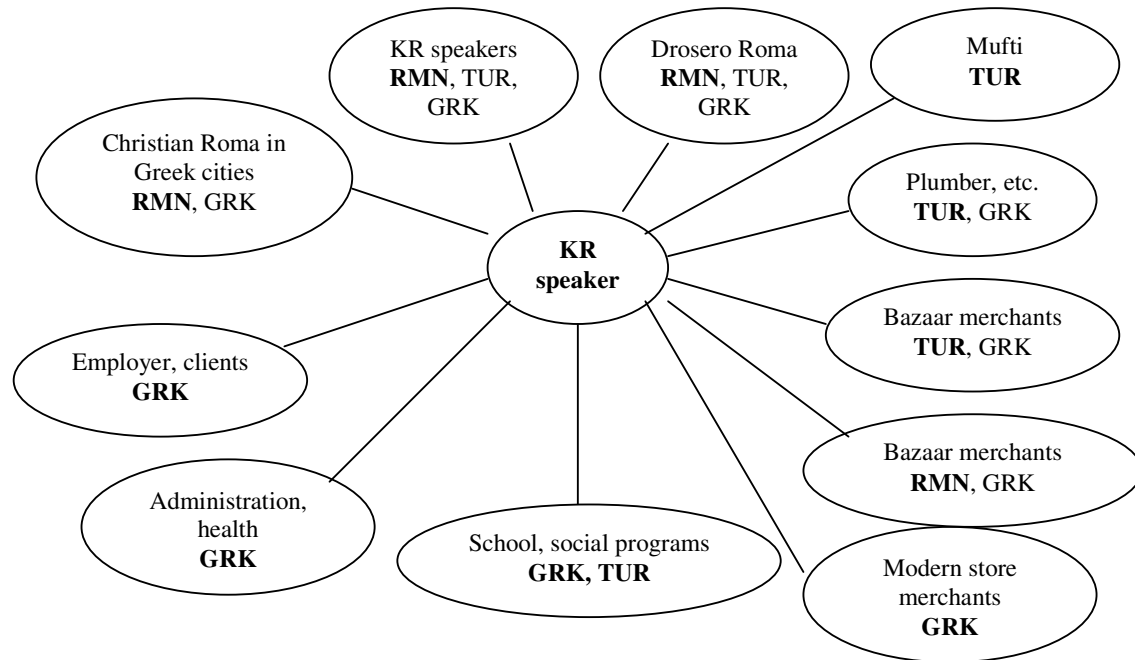 KR speakers
RMN, TUR,
GRK
Drosero Roma
RMN, TUR,
GRK
Mufti
TUR
Christian Roma in
Greek cities
RMN, GRK
Plumber, etc.
TUR, GRK
KR
speaker
Bazaar merchants
TUR, GRK
Employer, clients
GRK
Bazaar merchants
RMN, GRK
Administration,
health
GRK
School, social programs
GRK, TUR
Modern store
merchants
GRK